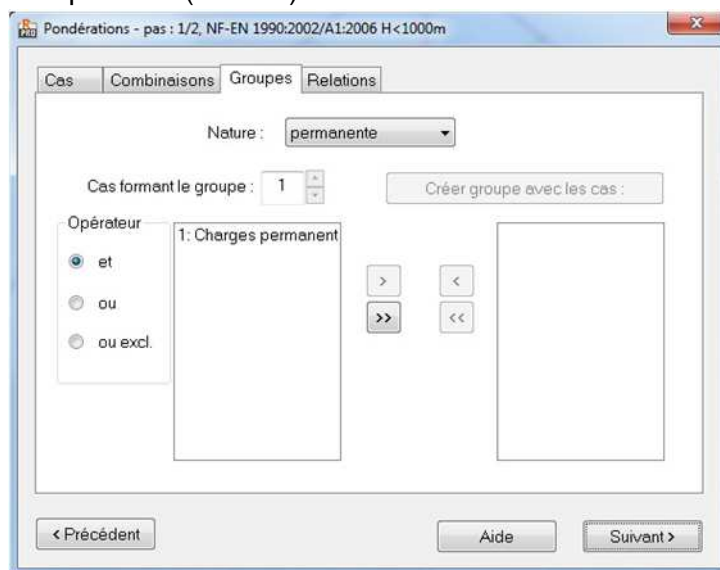 Pondérations - pas : 1/2, NF-EN 1990:2002/A1:2006 H<1000m
Cas Combinaisons Groupes Relations
Nature : permanente
Cas formant le groupe : 1 Créer groupe avec les cas :
Opérateur
1: Charges permanent
et
ou
ou excl.
> <
>> <<
< Précédent Aide Suivant >